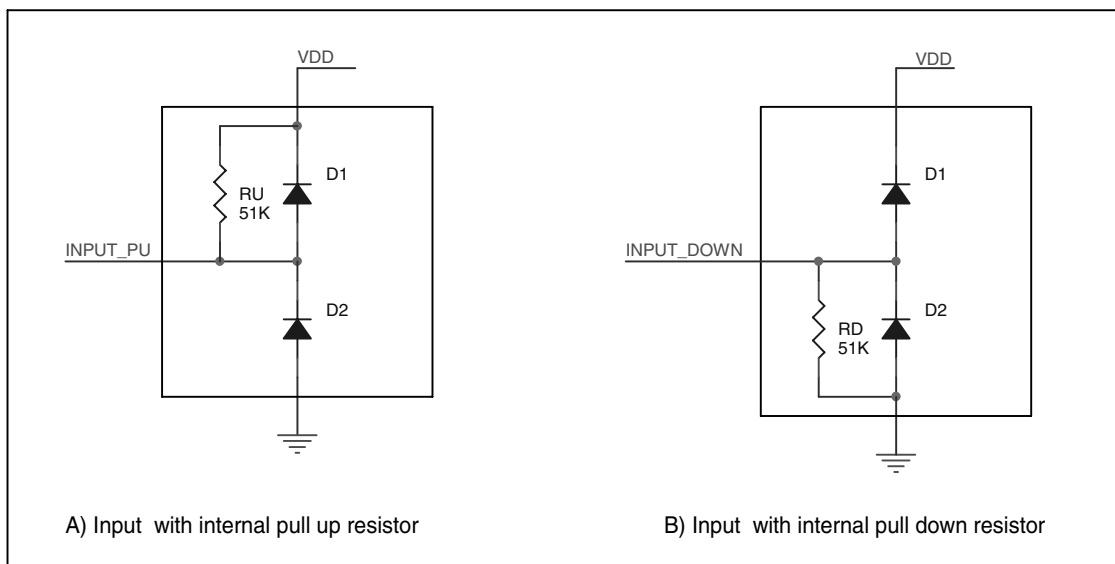 VDD
D1
RU
51K
INPUT_PU
D2
A) Input with internal pull up resistor
VDD
D1
INPUT_DOWN
D2
RD
51K
B) Input with internal pull down resistor